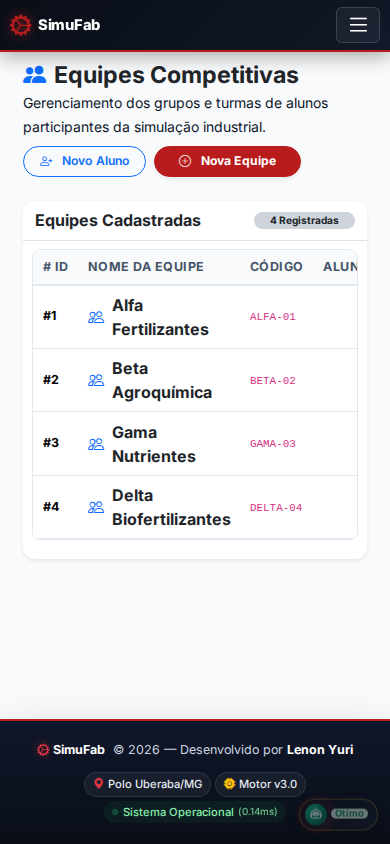 SimuFab
Equipes Competitivas
Gerenciamento dos grupos e turmas de alunos
participantes da simulação industrial.
Novo Aluno
Nova Equipe
Equipes Cadastradas
4 Registradas
# ID NOME DA EQUIPE CÓDIGO ALUN
#1 Alfa Fertilizantes ALFA-01
#2 Beta Agroquímica BETA-02
#3 Gama Nutrientes GAMA-03
#4 Delta Biofertilizantes DELTA-04
SimuFab © 2026 — Desenvolvido por Lenon Yuri
Polo Uberaba/MG
Motor v3.0
Sistema Operacional (0.14ms)
Ótimo